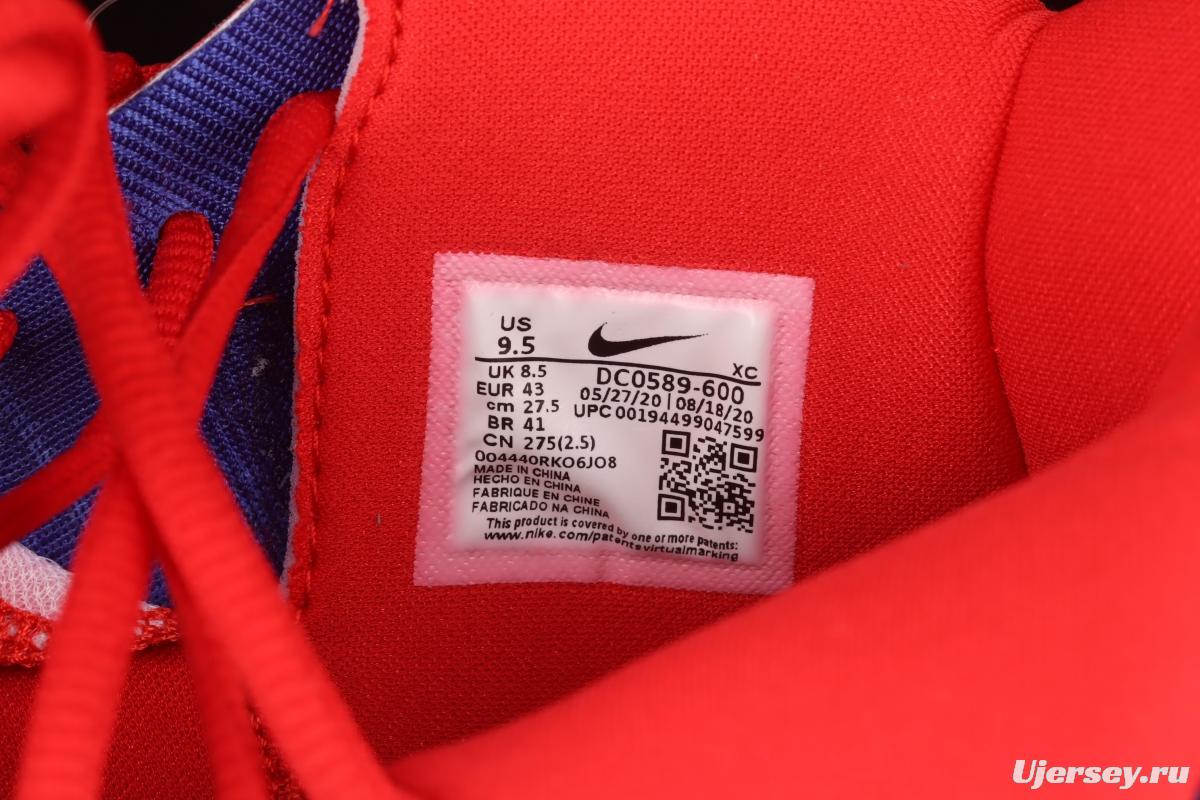 US
9.5
XC
UK 8.5
EUR 43
cm 27.5
BR 41
CN 275(2.5)
DC0589-600
05/27/20 | 08/18/20
UPC 00194499047599
004440RKO6JO8
MADE IN CHINA
HECHO EN CHINA
FABRIQUE EN CHINE
FABRICADO NA CHINA
This product is covered by one or more patents:
www.nike.com/patentsvirtualmarking
Ujersey.ru